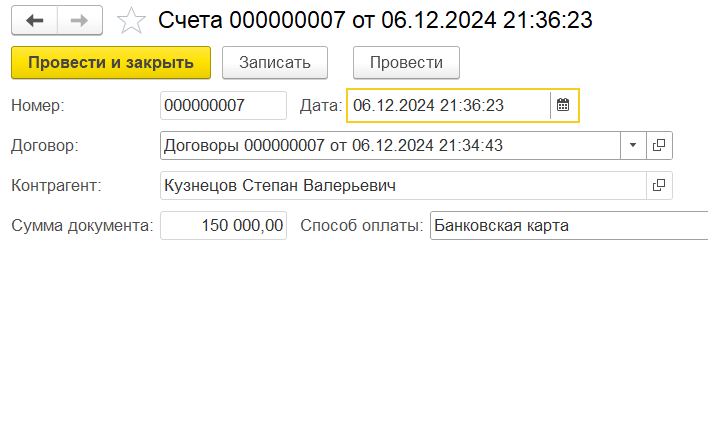 Счета 000000007 от 06.12.2024 21:36:23
Провести и закрыть Записать Провести
Номер: 000000007 Дата: 06.12.2024 21:36:23
Договор: Договоры 000000007 от 06.12.2024 21:34:43
Контрагент: Кузнецов Степан Валерьевич
Сумма документа: 150 000,00 Способ оплаты: Банковская карта